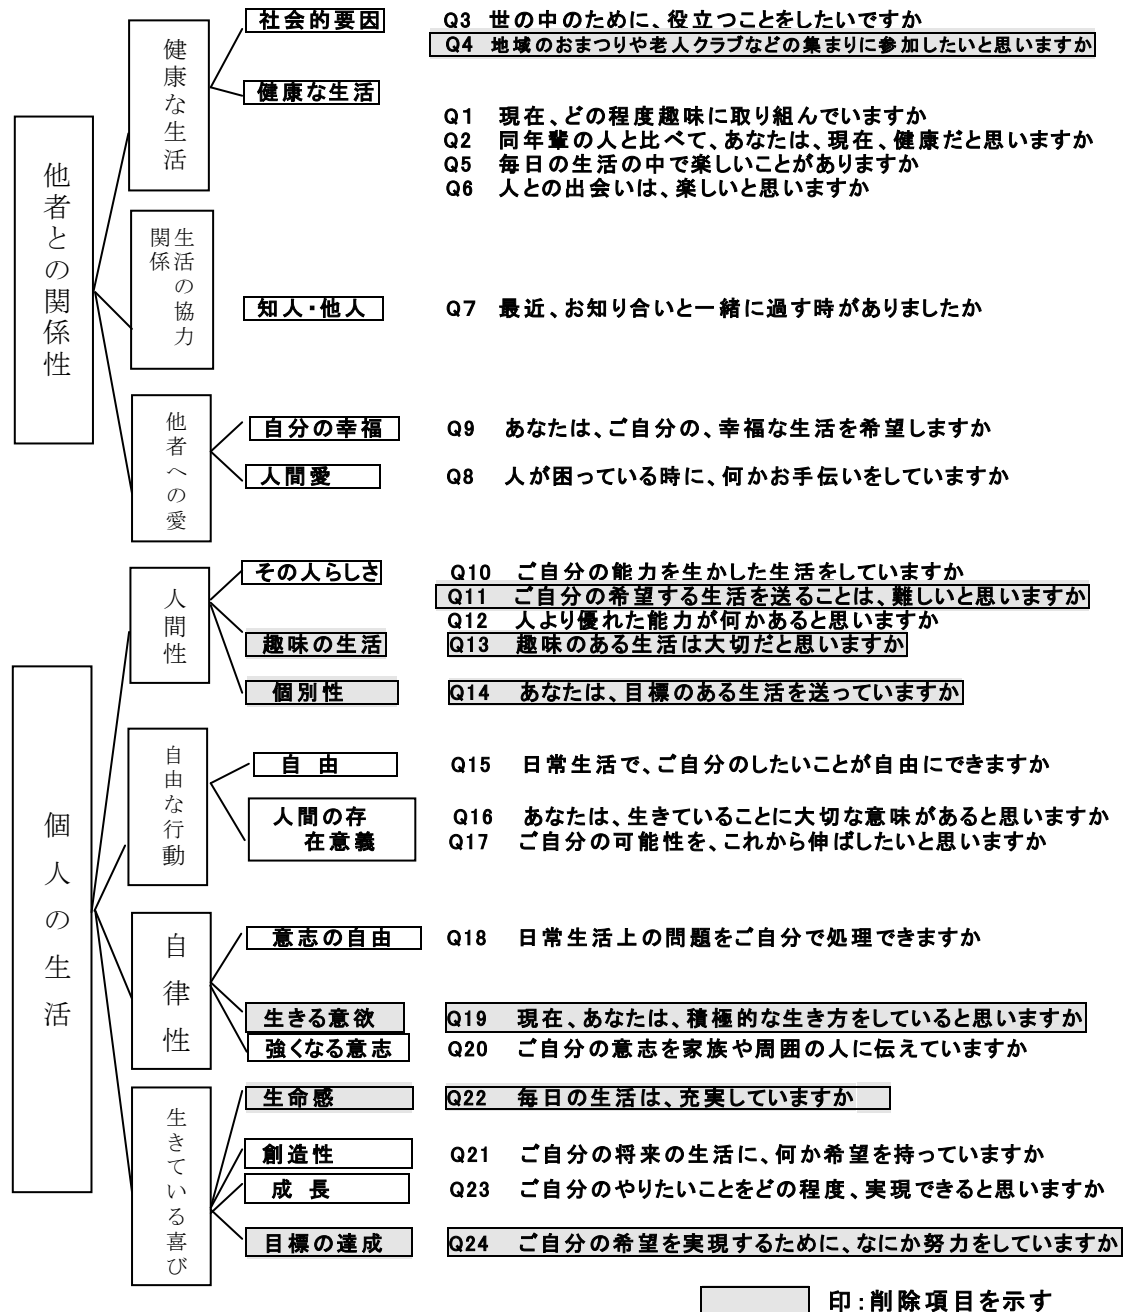 他者との関係性
健康な生活
社会的要因
Q3 世の中のために、役立つことをしたいですか
Q4 地域のおまつりや老人クラブなどの集まりに参加したいと思いますか
健康な生活
Q1 現在、どの程度趣味に取り組んでいますか
Q2 同年輩の人と比べて、あなたは、現在、健康だと思いますか
Q5 毎日の生活の中で楽しいことがありますか
Q6 人との出会いは、楽しいと思いますか
生活の協力
関係
知人・他人
Q7 最近、お知り合いと一緒に過す時がありましたか
他者への愛
自分の幸福
Q9 あなたは、ご自分の、幸福な生活を希望しますか
人間愛
Q8 人が困っている時に、何かお手伝いをしていますか
個人の生活
人間性
その人らしさ
Q10 ご自分の能力を生かした生活をしていますか
Q11 ご自分の希望する生活を送ることは、難しいと思いますか
Q12 人より優れた能力が何かあると思いますか
趣味の生活
Q13 趣味のある生活は大切だと思いますか
個別性
Q14 あなたは、目標のある生活を送っていますか
自由な行動
自 由
Q15 日常生活で、ご自分のしたいことが自由にできますか
人間の存
在意義
Q16 あなたは、生きていることに大切な意味があると思いますか
Q17 ご自分の可能性を、これから伸ばしたいと思いますか
自律性
意志の自由
Q18 日常生活上の問題をご自分で処理できますか
生きる意欲
Q19 現在、あなたは、積極的な生き方をしていると思いますか
強くなる意志
Q20 ご自分の意志を家族や周囲の人に伝えていますか
生きている喜び
生命感
Q22 毎日の生活は、充実していますか
創造性
Q21 ご自分の将来の生活に、何か希望を持っていますか
成 長
Q23 ご自分のやりたいことをどの程度、実現できると思いますか
目標の達成
Q24 ご自分の希望を実現するために、なにか努力をしていますか
印:削除項目を示す